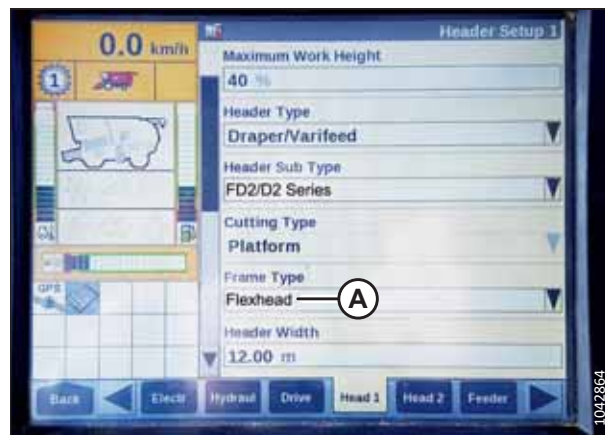 0.0 km/h
Header Setup 1
Maximum Work Height
40 %
1
Header Type
Draper/Varifeed
Header Sub Type
FD2/D2 Series
Cutting Type
Platform
Frame Type
Flexhead
A
GPS
Header Width
12.00 m
Back
Electr
Hydraul
Drive
Head 1
Head 2
Feeder
1042864